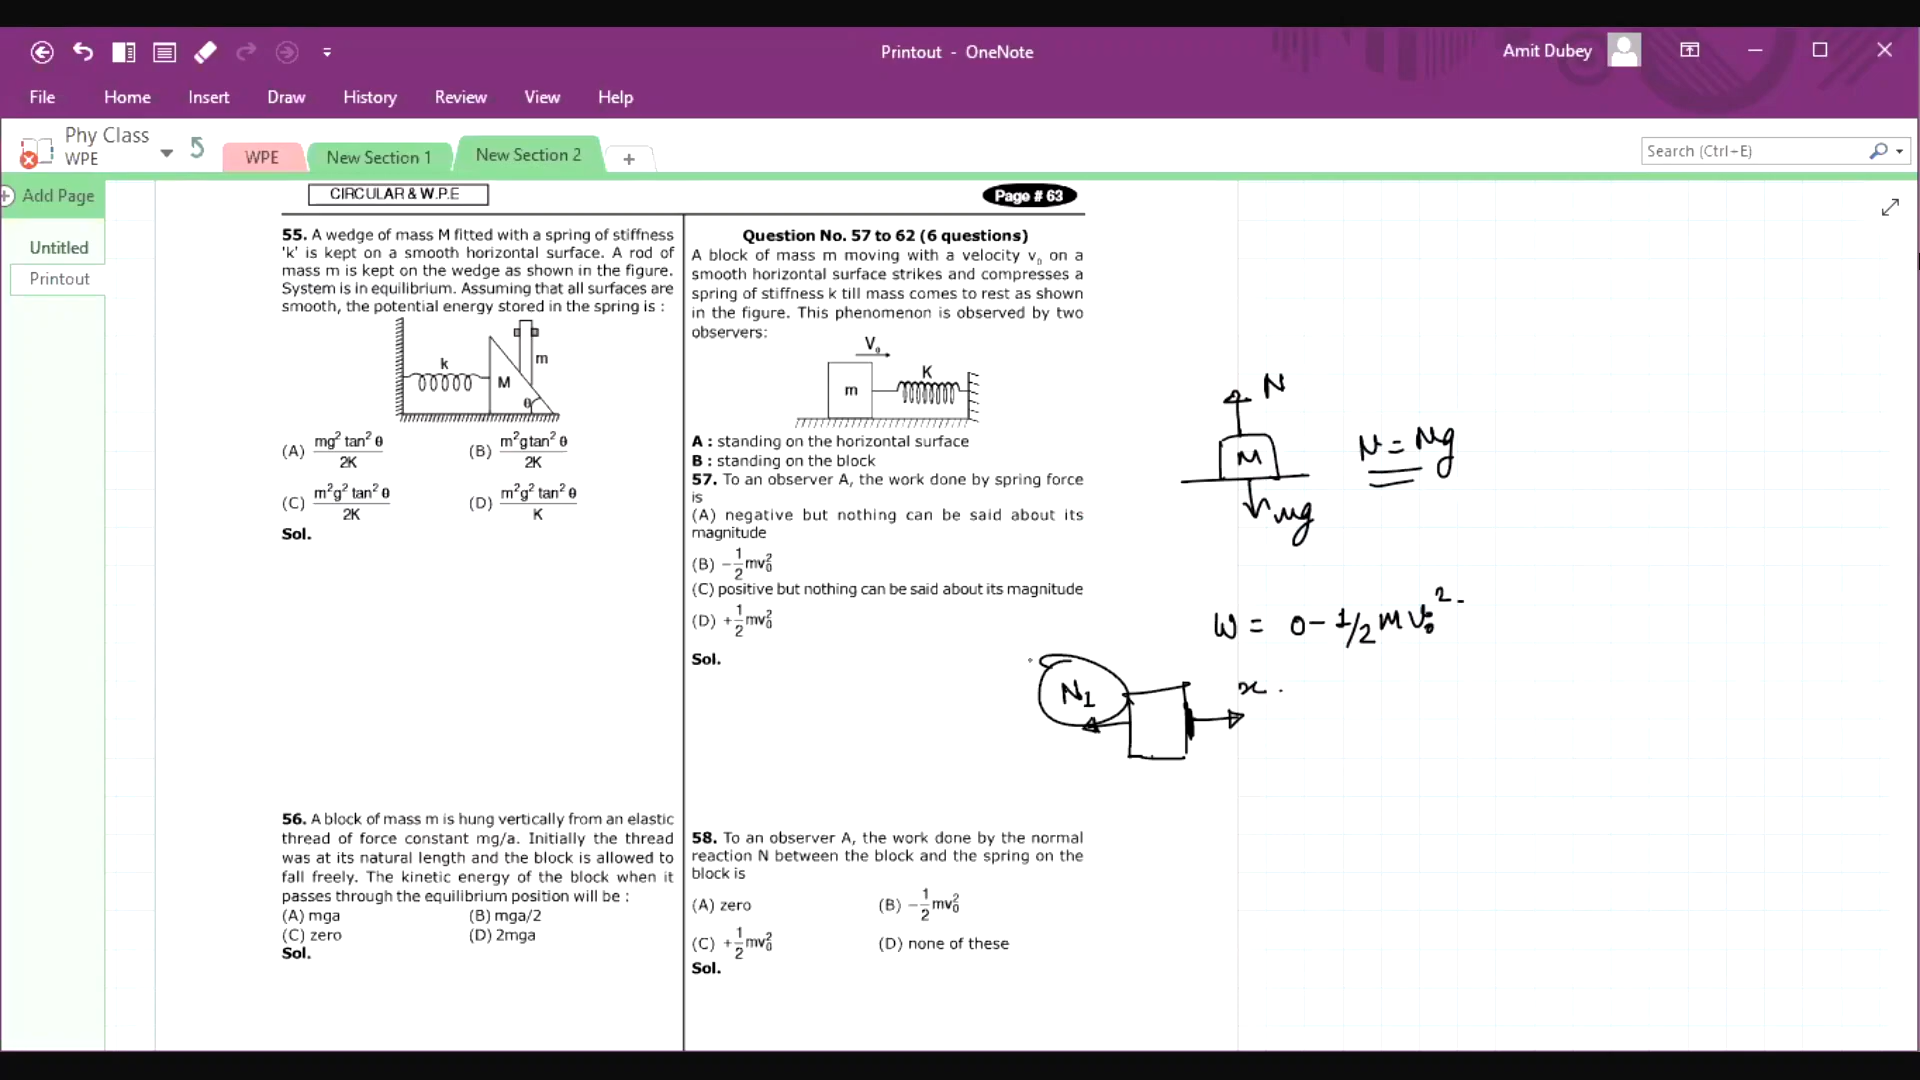 Printout - OneNote
Amit Dubey
File Home Insert Draw History Review View Help
Phy Class
WPE
WPE
New Section 1
New Section 2
Search (Ctrl+E)
Add Page
Untitled
Printout
CIRCULAR & W.P.E
Page # 63
55. A wedge of mass M fitted with a spring of stiffness
'k' is kept on a smooth horizontal surface. A rod of
mass m is kept on the wedge as shown in the figure.
System is in equilibrium. Assuming that all surfaces are
smooth, the potential energy stored in the spring is :
k
m
M
θ
(A) mg² tan² θ / 2K
(B) m²gtan² θ / 2K
(C) m²g² tan² θ / 2K
(D) m²g² tan² θ / K
Sol.
56. A block of mass m is hung vertically from an elastic
thread of force constant mg/a. Initially the thread
was at its natural length and the block is allowed to
fall freely. The kinetic energy of the block when it
passes through the equilibrium position will be :
(A) mga (B) mga/2
(C) zero (D) 2mga
Sol.
Question No. 57 to 62 (6 questions)
A block of mass m moving with a velocity v₀ on a
smooth horizontal surface strikes and compresses a
spring of stiffness k till mass comes to rest as shown
in the figure. This phenomenon is observed by two
observers:
V₀
K
m
A : standing on the horizontal surface
B : standing on the block
57. To an observer A, the work done by spring force
is
(A) negative but nothing can be said about its
magnitude
(B) -1/2 mv₀²
(C) positive but nothing can be said about its magnitude
(D) +1/2 mv₀²
Sol.
58. To an observer A, the work done by the normal
reaction N between the block and the spring on the
block is
(A) zero (B) -1/2 mv₀²
(C) +1/2 mv₀² (D) none of these
Sol.
N
M
Mg
N = Mg
W = 0 - 1/2 M V₀²
N1
x